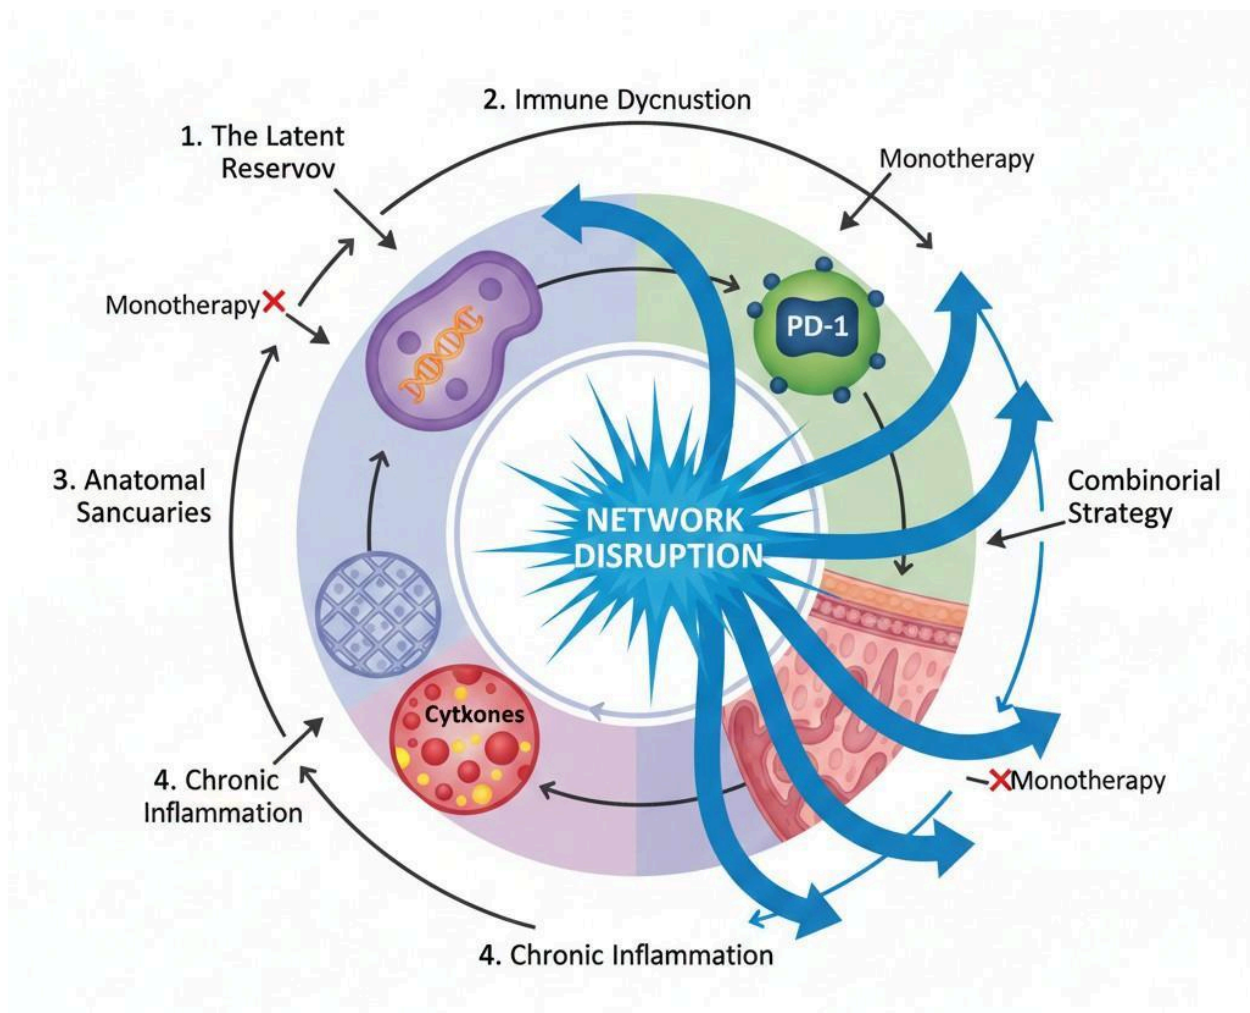 2. Immune Dycnustion
1. The Latent
Reservov
Monotherapy
Monotherapy
PD-1
3. Anatomal
Sancuaries
Combinorial
Strategy
NETWORK
DISRUPTION
Cytkones
4. Chronic
Inflammation
Monotherapy
4. Chronic Inflammation